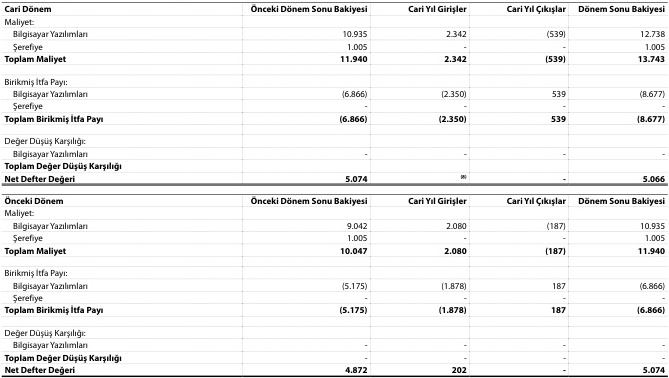 Cari Dönem Önceki Dönem Sonu Bakiyesi Cari Yıl Girişler Cari Yıl Çıkışlar Dönem Sonu Bakiyesi
Maliyet:
Bilgisayar Yazılımları 10.935 2.342 (539) 12.738
Şerefiye 1.005 - - 1.005
Toplam Maliyet 11.940 2.342 (539) 13.743
Birikmiş İtfa Payı:
Bilgisayar Yazılımları (6.866) (2.350) 539 (8.677)
Şerefiye - - - -
Toplam Birikmiş İtfa Payı (6.866) (2.350) 539 (8.677)
Değer Düşüş Karşılığı:
Bilgisayar Yazılımları - - - -
Toplam Değer Düşüş Karşılığı
Net Defter Değeri 5.074 (8) - 5.066
Önceki Dönem Önceki Dönem Sonu Bakiyesi Cari Yıl Girişler Cari Yıl Çıkışlar Dönem Sonu Bakiyesi
Maliyet:
Bilgisayar Yazılımları 9.042 2.080 (187) 10.935
Şerefiye 1.005 - - 1.005
Toplam Maliyet 10.047 2.080 (187) 11.940
Birikmiş İtfa Payı:
Bilgisayar Yazılımları (5.175) (1.878) 187 (6.866)
Şerefiye - - - -
Toplam Birikmiş İtfa Payı (5.175) (1.878) 187 (6.866)
Değer Düşüş Karşılığı:
Bilgisayar Yazılımları - - - -
Toplam Değer Düşüş Karşılığı - - - -
Net Defter Değeri 4.872 202 - 5.074